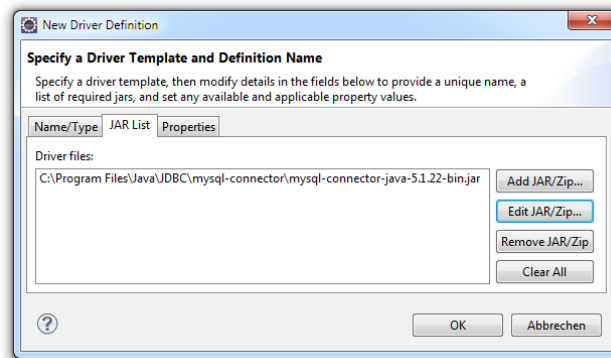 New Driver Definition
Specify a Driver Template and Definition Name
Specify a driver template, then modify details in the fields below to provide a unique name, a
list of required jars, and set any available and applicable property values.
Name/Type JAR List Properties
Driver files:
C:\Program Files\Java\JDBC\mysql-connector\mysql-connector-java-5.1.22-bin.jar
Add JAR/Zip...
Edit JAR/Zip...
Remove JAR/Zip
Clear All
OK Abbrechen